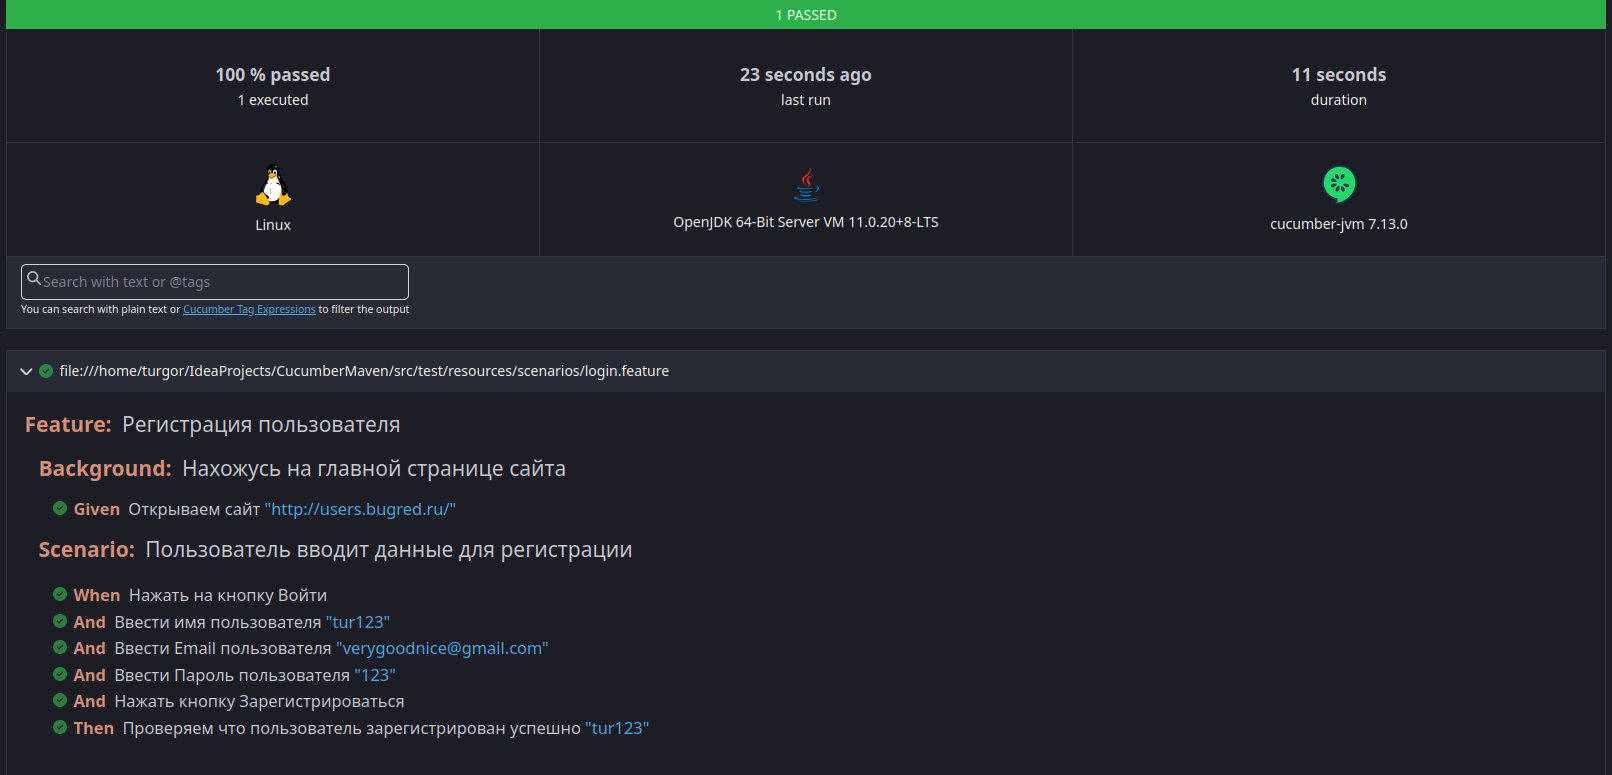 1 PASSED
100 % passed
1 executed
23 seconds ago
last run
11 seconds
duration
Linux
OpenJDK 64-Bit Server VM 11.0.20+8-LTS
cucumber-jvm 7.13.0
Search with text or @tags
You can search with plain text or Cucumber Tag Expressions to filter the output
file:///home/turgor/IdeaProjects/CucumberMaven/src/test/resources/scenarios/login.feature
Feature: Регистрация пользователя
Background: Нахожусь на главной странице сайта
Given Открываем сайт "http://users.bugred.ru/"
Scenario: Пользователь вводит данные для регистрации
When Нажать на кнопку Войти
And Ввести имя пользователя "tur123"
And Ввести Email пользователя "verygoodnice@gmail.com"
And Ввести Пароль пользователя "123"
And Нажать кнопку Зарегистрироваться
Then Проверяем что пользователь зарегистрирован успешно "tur123"